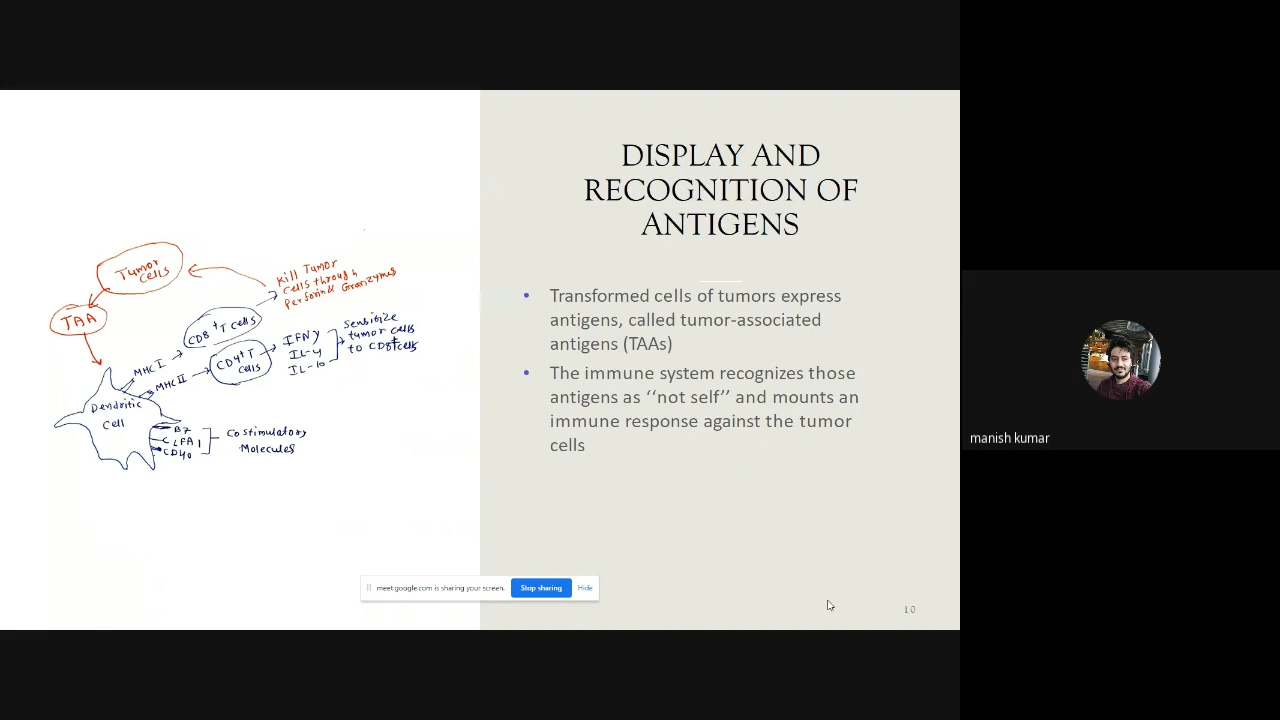 DISPLAY AND
RECOGNITION OF
ANTIGENS
• Transformed cells of tumors express
antigens, called tumor-associated
antigens (TAAs)
• The immune system recognizes those
antigens as ‘‘not self’’ and mounts an
immune response against the tumor
cells
Tumor
cells
TAA
Kill Tumor
Cells through
Perforin & Granzymes
CD8+T cells
MHC I
MHC II
CD4+T
cells
IFNγ
IL-4
IL-10
Sensitize
tumor cells
to CD8+cells
Dendritic
Cell
B7
LFA1
CD40
Costimulatory
Molecules
meet.google.com is sharing your screen.
Stop sharing
Hide
10
manish kumar